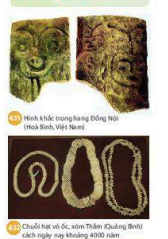 4.11 Hình khắc trong hang Đồng Nội
(Hoà Bình, Việt Nam)
4.12 Chuỗi hạt vỏ ốc, xóm Thẳm (Quảng Bình)
cách ngày nay khoảng 4000 năm